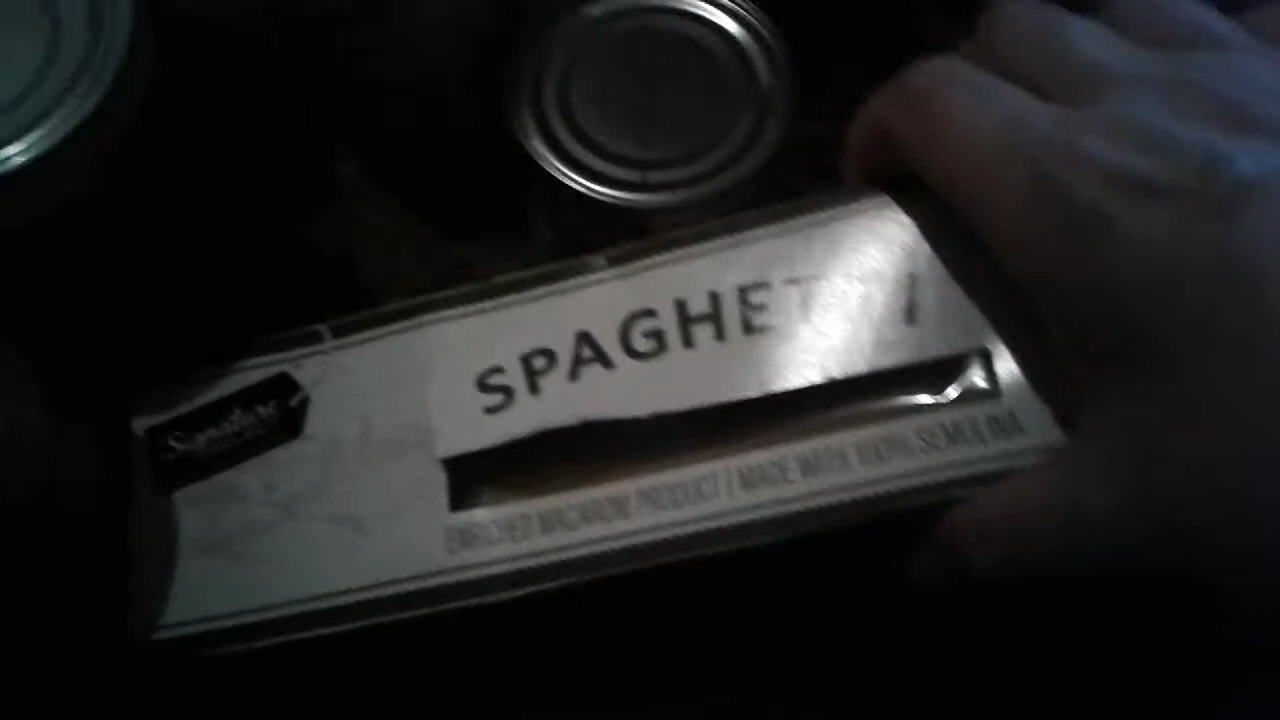 SPAGHETTI
Signature
ENRICHED MACARONI PRODUCT / MADE WITH 100% SEMOLINA